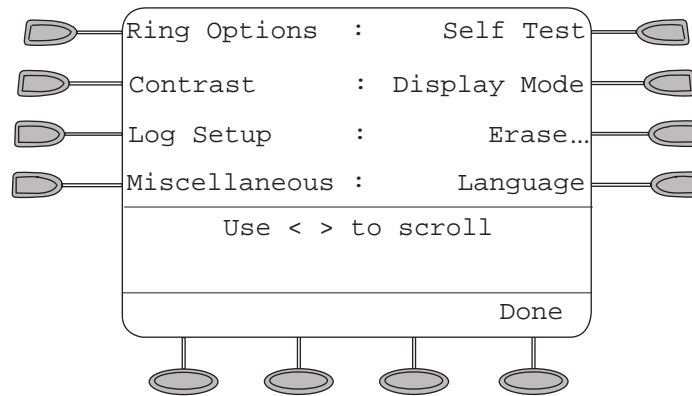 Ring Options : Self Test
Contrast : Display Mode
Log Setup : Erase...
Miscellaneous : Language
Use < > to scroll
Done